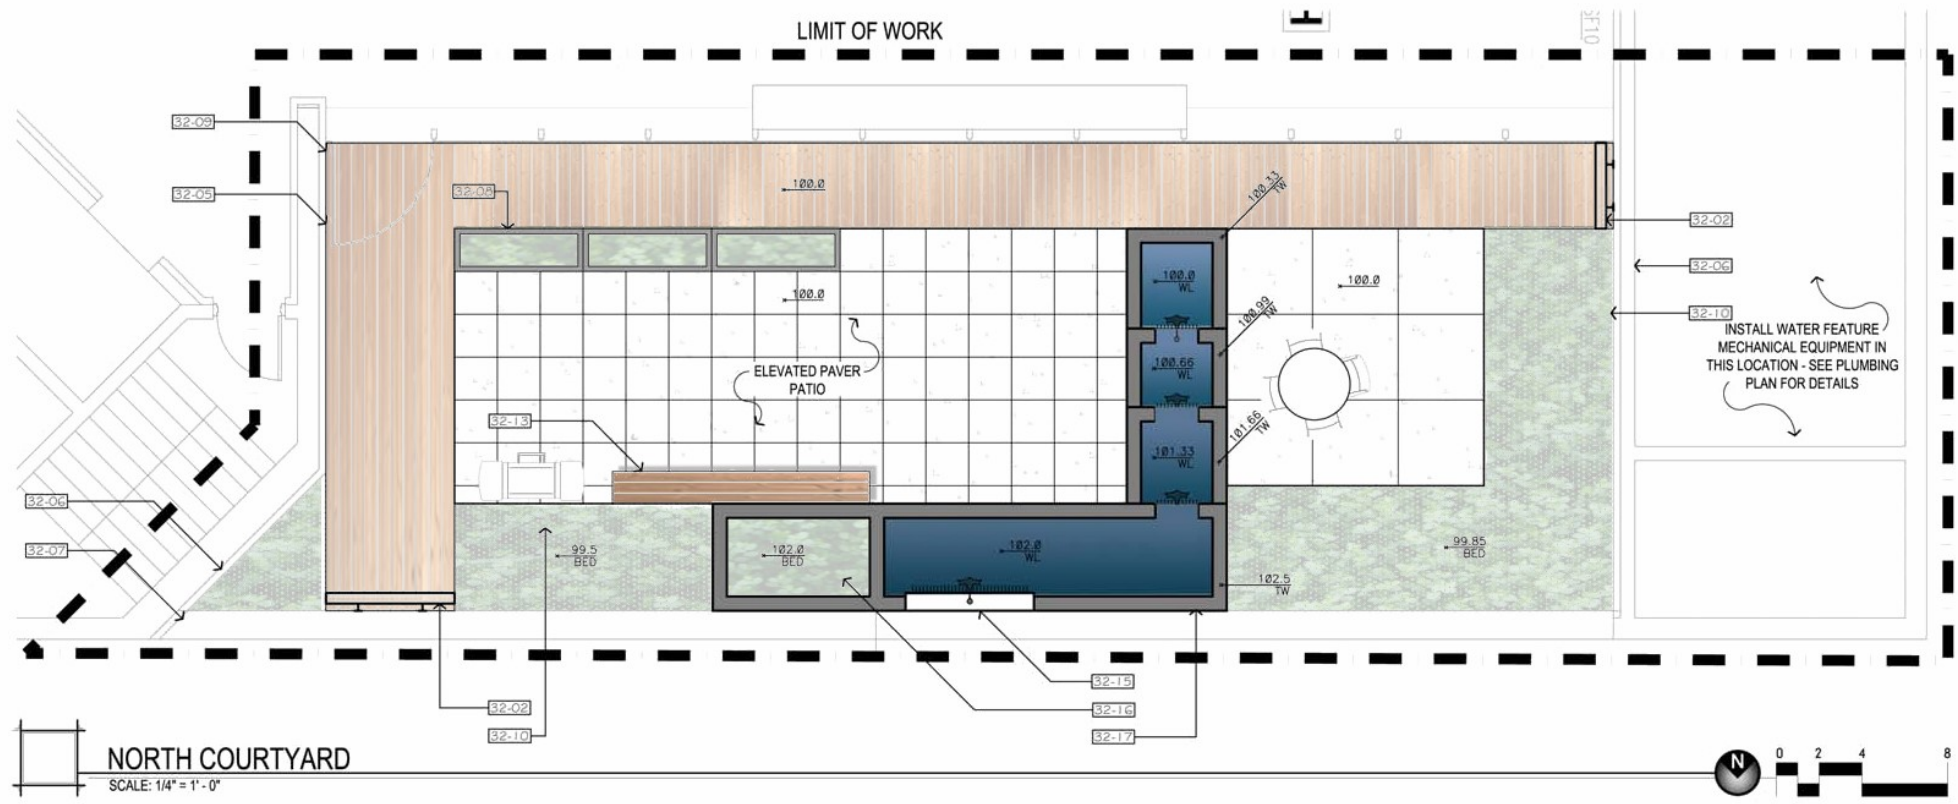 LIMIT OF WORK
SF10
32-09
32-05
32-08
100.0
100.33
TW
32-02
32-06
32-10
100.0
100.0
WL
100.0
100.99
TW
INSTALL WATER FEATURE
MECHANICAL EQUIPMENT IN
THIS LOCATION - SEE PLUMBING
PLAN FOR DETAILS
ELEVATED PAVER
PATIO
100.66
WL
32-13
101.66
TW
101.33
WL
32-06
32-07
99.5
BED
102.0
BED
102.0
WL
99.85
BED
102.5
TW
32-02
32-10
32-15
32-16
32-17
NORTH COURTYARD
SCALE: 1/4" = 1' - 0"
N
0 2 4 8